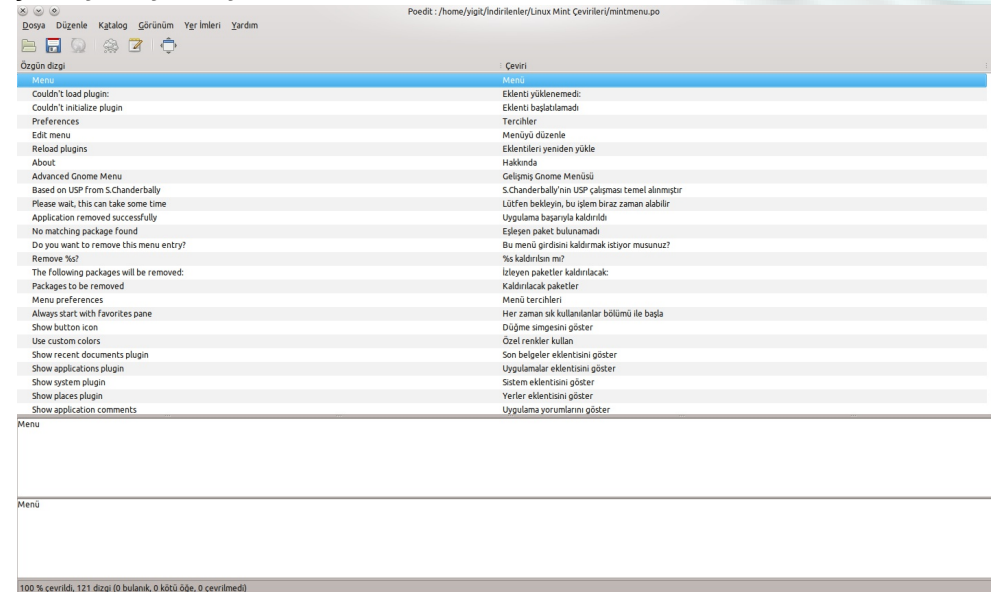 Poedit : /home/yigit/İndirilenler/Linux Mint Çevirileri/mintmenu.po
Dosya Düzenle Katalog Görünüm Yer İmleri Yardım
Özgün dizgi Çeviri
Menu Menü
Couldn't load plugin: Eklenti yüklenemedi:
Couldn't initialize plugin Eklenti başlatılamadı
Preferences Tercihler
Edit menu Menüyü düzenle
Reload plugins Eklentileri yeniden yükle
About Hakkında
Advanced Gnome Menu Gelişmiş Gnome Menüsü
Based on USP from S.Chanderbally S.Chanderbally'nin USP çalışması temel alınmıştır
Please wait, this can take some time Lütfen bekleyin, bu işlem biraz zaman alabilir
Application removed successfully Uygulama başarıyla kaldırıldı
No matching package found Eşleşen paket bulunamadı
Do you want to remove this menu entry? Bu menü girdisini kaldırmak istiyor musunuz?
Remove %s? %s kaldırılsın mı?
The following packages will be removed: İzleyen paketler kaldırılacak:
Packages to be removed Kaldırılacak paketler
Menu preferences Menü tercihleri
Always start with favorites pane Her zaman sık kullanılanlar bölümü ile başla
Show button icon Düğme simgesini göster
Use custom colors Özel renkler kullan
Show recent documents plugin Son belgeler eklentisini göster
Show applications plugin Uygulamalar eklentisini göster
Show system plugin Sistem eklentisini göster
Show places plugin Yerler eklentisini göster
Show application comments Uygulama yorumlarını göster
Menu
Menü
100 % çevrildi, 121 dizgi (0 bulanık, 0 kötü öğe, 0 çevrilmedi)